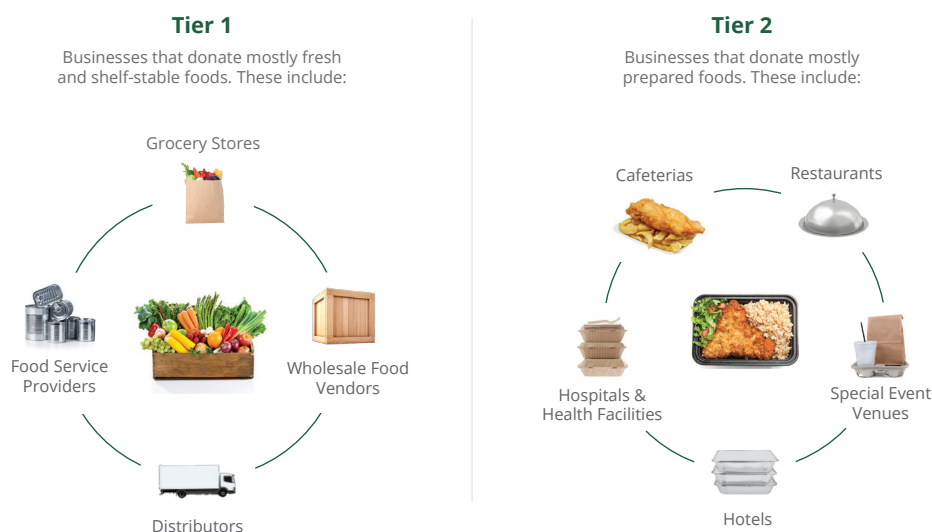 Tier 1
Businesses that donate mostly fresh
and shelf-stable foods. These include:
Grocery Stores
Food Service
Providers
Wholesale Food
Vendors
Distributors
Tier 2
Businesses that donate mostly
prepared foods. These include:
Cafeterias
Restaurants
Hospitals &
Health Facilities
Special Event
Venues
Hotels